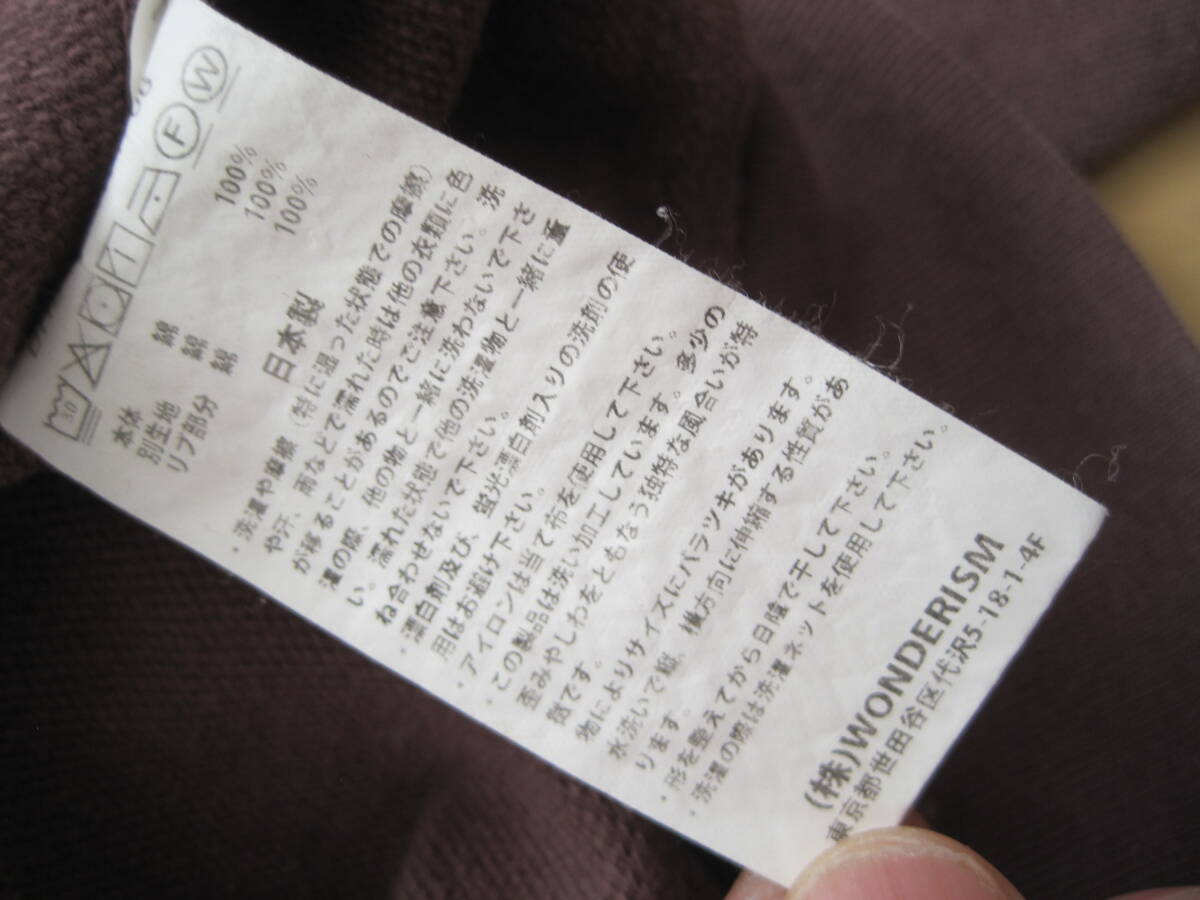 30
F
W
本体 綿 100%
別生地 綿 100%
リブ部分 綿 100%
日本製
・洗濯や摩擦（特に湿った状態での摩擦）
や汗、雨などで濡れた時は他の衣類に色
が移ることがあるのでご注意下さい。洗
濯の際、他の物と一緒に洗わないで下さ
い。濡れた状態で他の洗濯物と一緒に重
ね合わせないで下さい。
・漂白剤及び、蛍光漂白剤入りの洗剤の使
用はお避け下さい。
・アイロンは当て布を使用して下さい。
・この製品は洗い加工しています。多少の
歪みやしわをともなう独特な風合いが特
徴です。
物によりサイズにバラツキがあります。
水洗いで縦、横方向に伸縮する性質があ
ります。
・形を整えてから日陰で干して下さい。
・洗濯の際は洗濯ネットを使用して下さい。
(株)WONDERISM
東京都世田谷区代沢5-18-1-4F